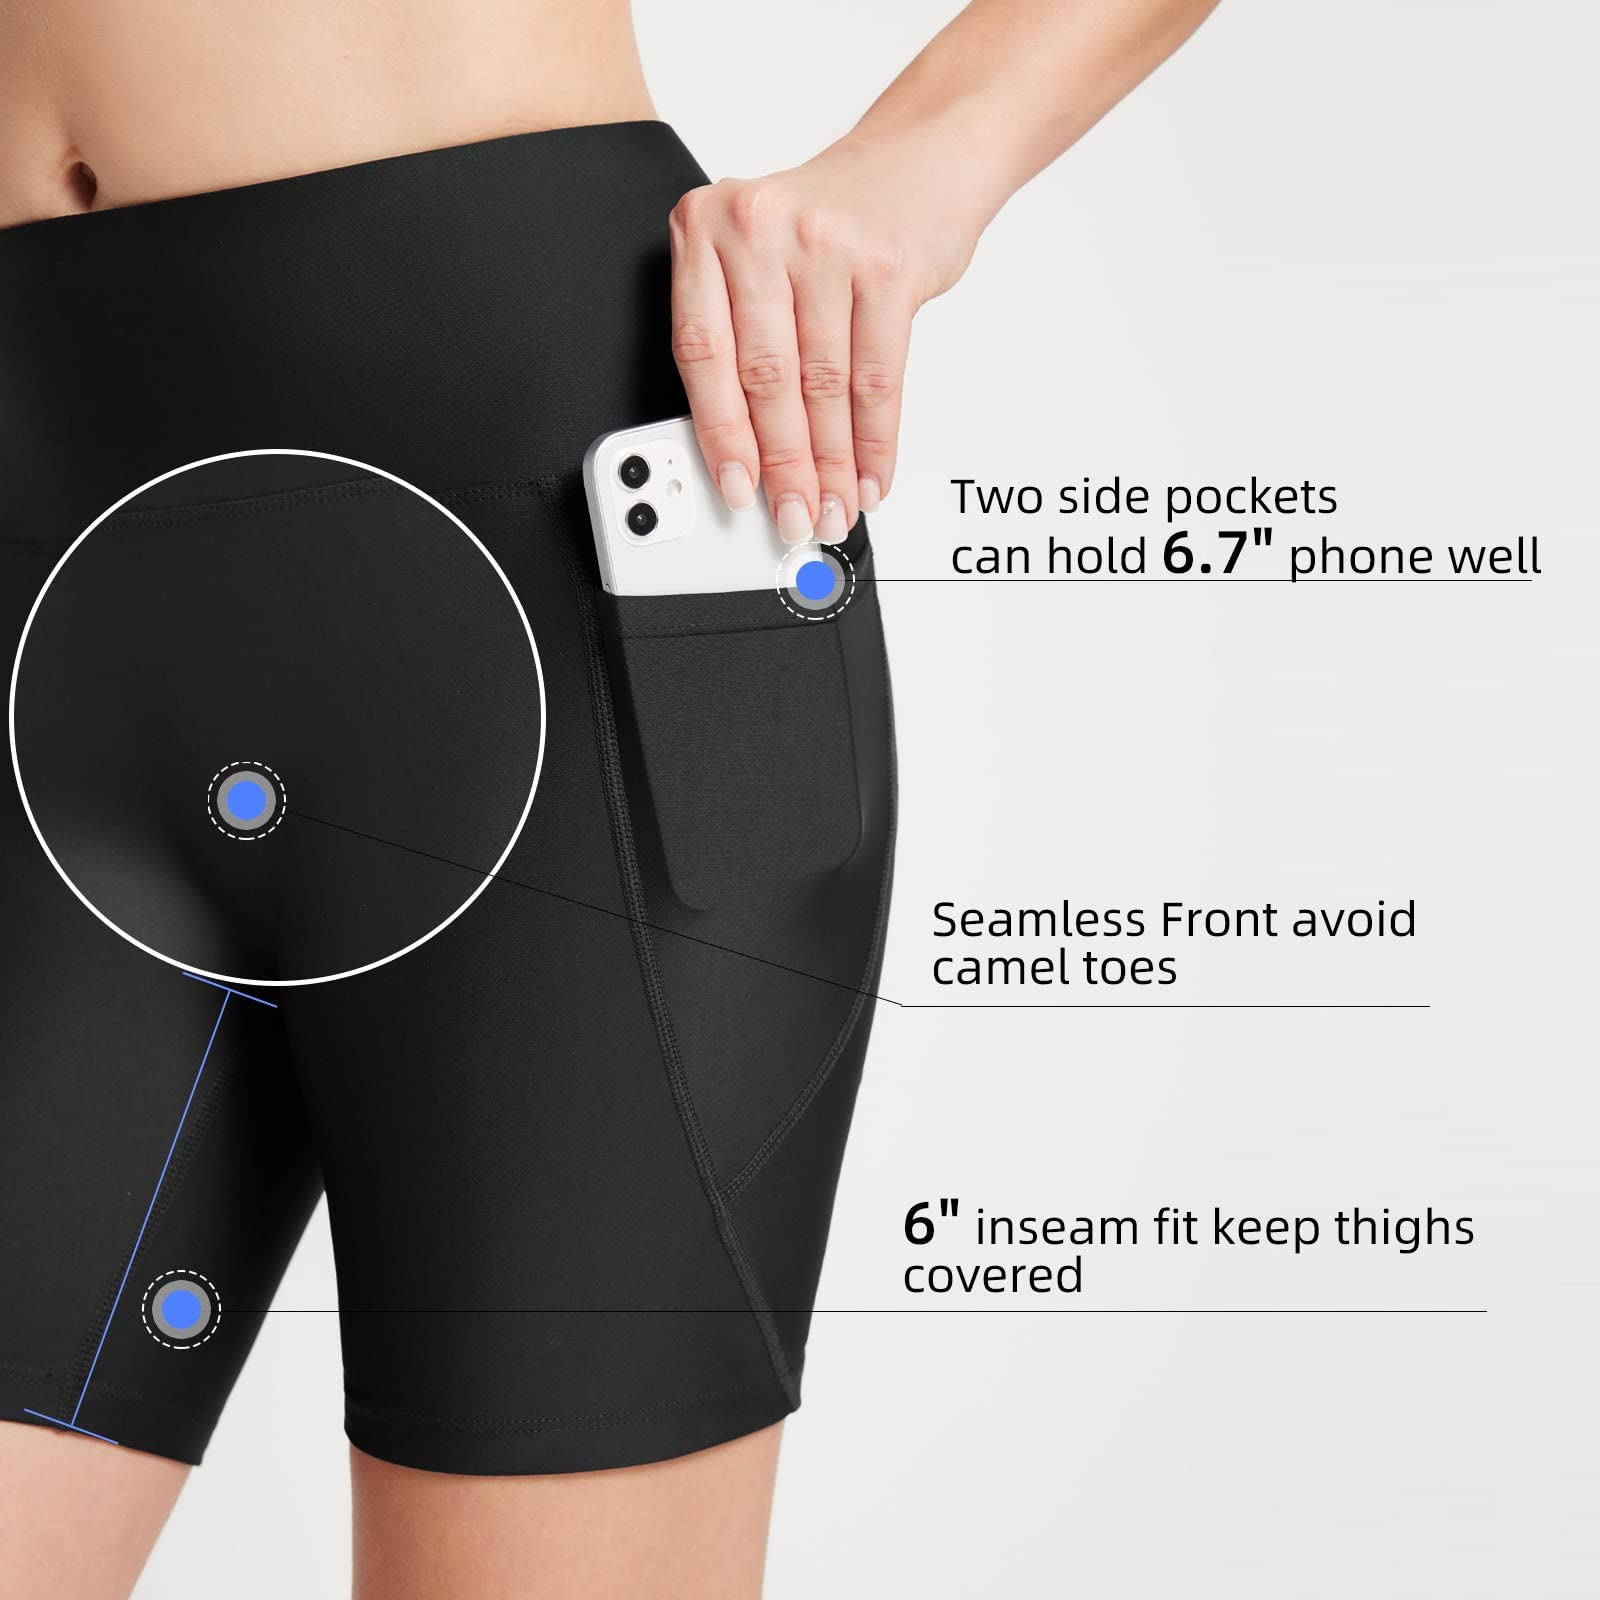 Two side pockets
can hold 6.7" phone well
Seamless Front avoid
camel toes
6" inseam fit keep thighs
covered